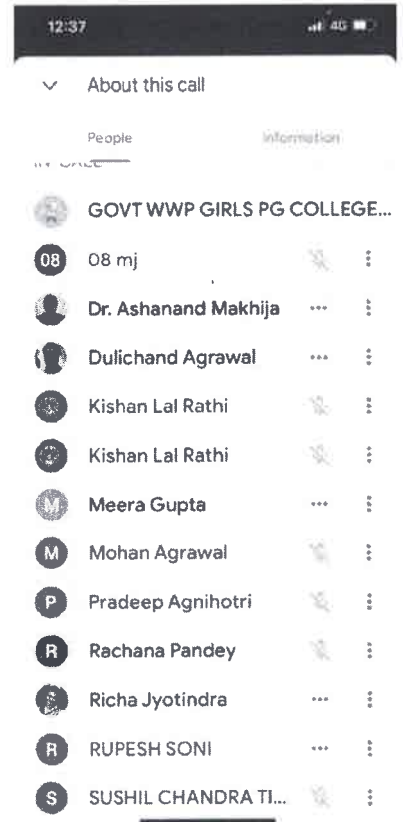 12:37
4G
About this call
People Information
IN CALL
GOVT WWP GIRLS PG COLLEGE...
08 08 mj
Dr. Ashanand Makhija
Dulichand Agrawal
Kishan Lal Rathi
Kishan Lal Rathi
M Meera Gupta
M Mohan Agrawal
P Pradeep Agnihotri
R Rachana Pandey
Richa Jyotindra
R RUPESH SONI
S SUSHIL CHANDRA TI...